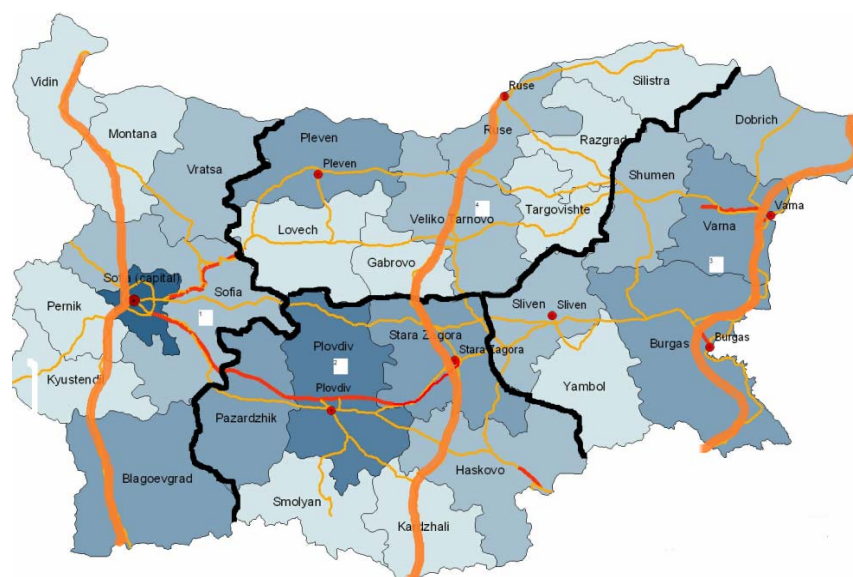 Vidin
Silistra
Ruse
Montana
Dobrich
Pleven
Ruse
Razgrad
Vratsa
Pleven
Shumen
Targovishte
Varna
Lovech
Veliko Tarnovo
4
Varna
Gabrovo
3
Sofia (capital)
Sofia
Pernik
Sliven
Sliven
1
Stara Zagora
Burgas
Burgas
Plovdiv
Stara Zagora
2
Kyustendil
Yambol
Plovdiv
Pazardzhik
Haskovo
Blagoevgrad
Smolyan
Kardzhali